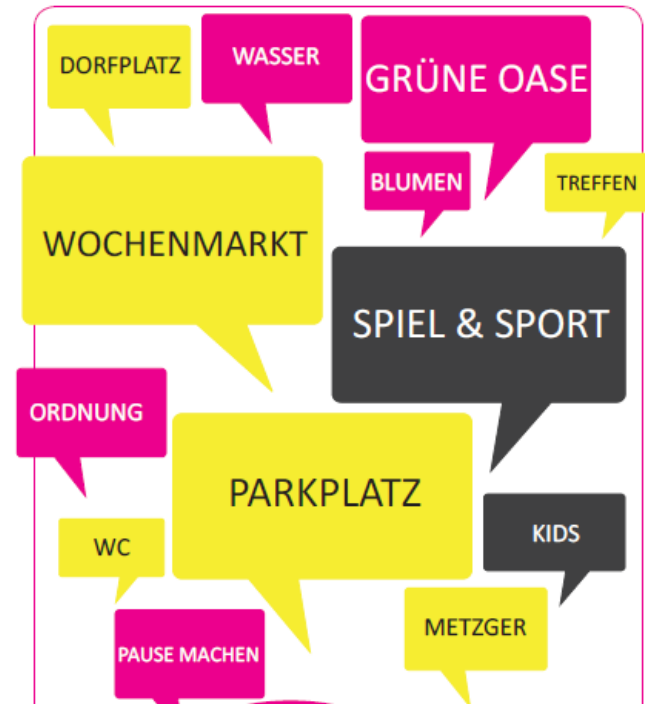 DORFPLATZ
WASSER
GRÜNE OASE
BLUMEN
TREFFEN
WOCHENMARKT
SPIEL & SPORT
ORDNUNG
PARKPLATZ
KIDS
WC
METZGER
PAUSE MACHEN